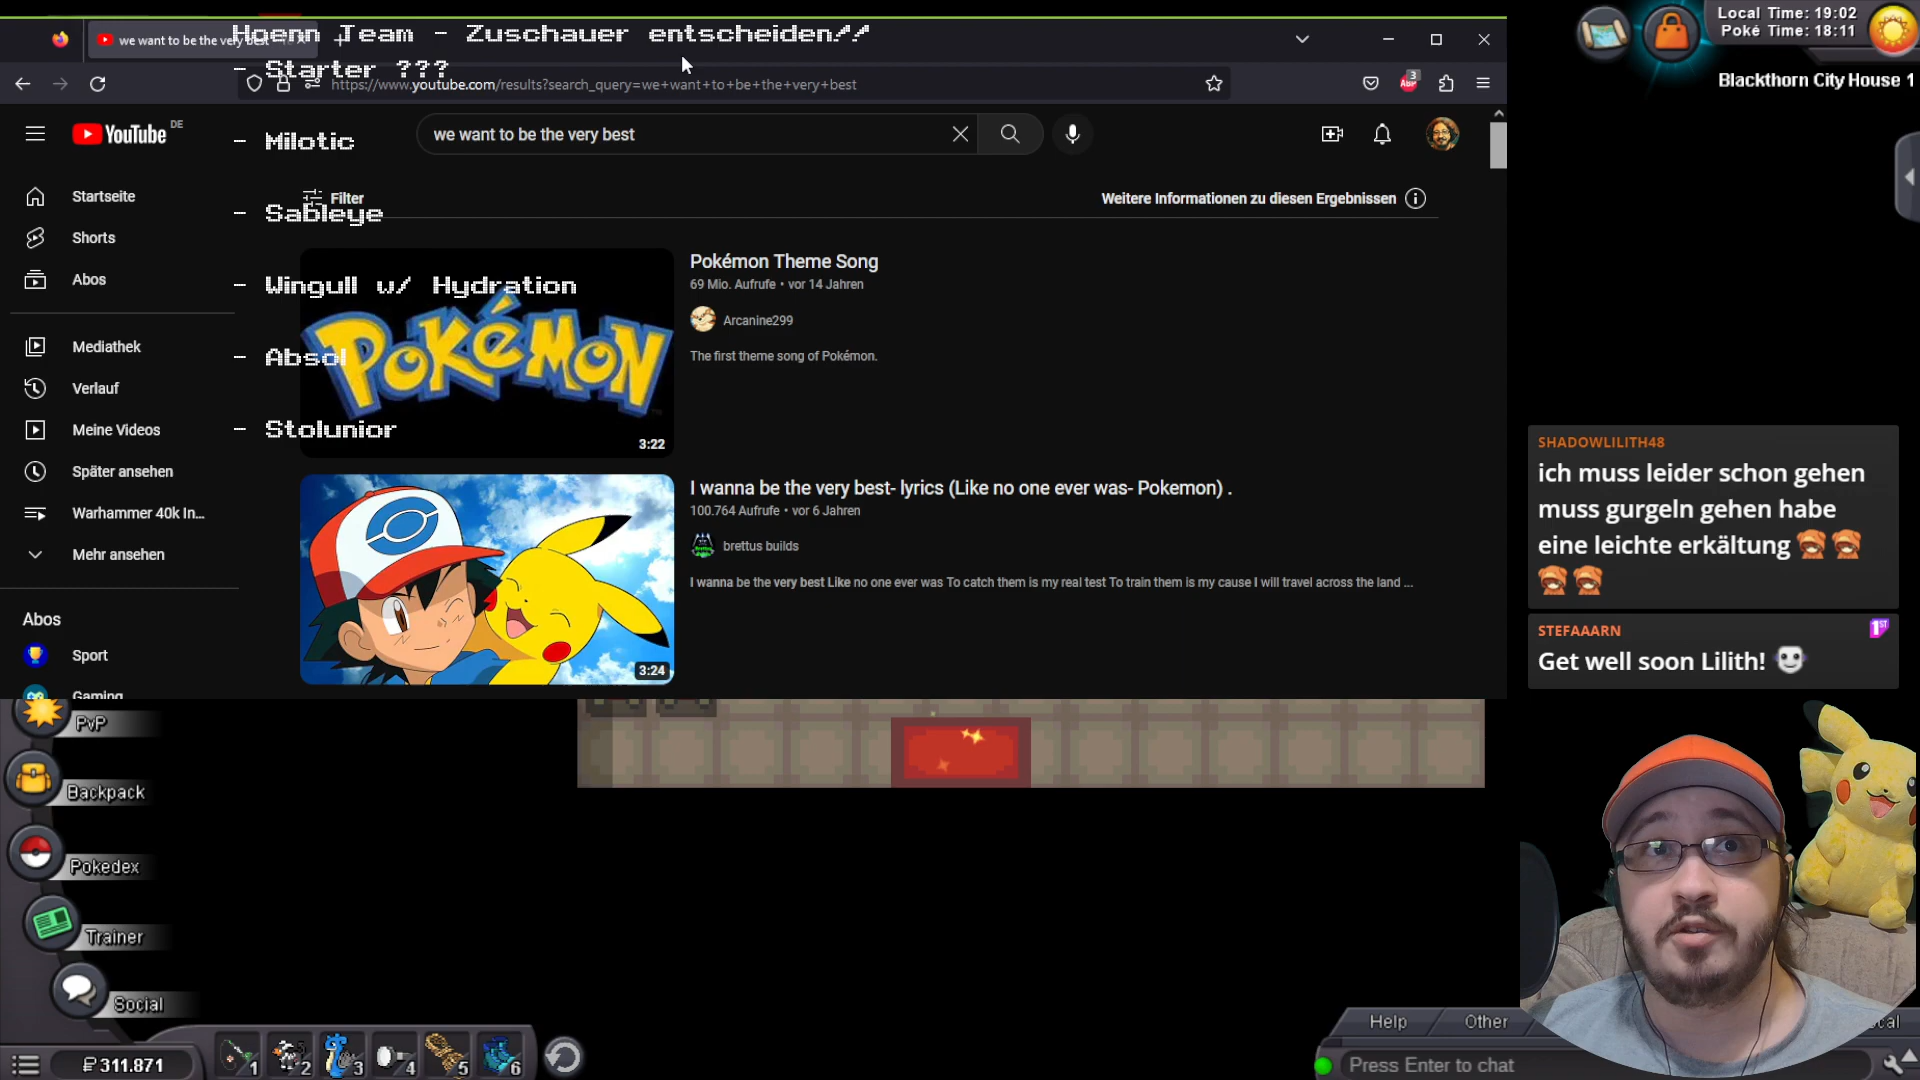 Hoenn Team - Zuschauer entscheiden!!
- Starter ???
- Milotic
- Sableye
- Wingull w/ Hydration
- Absol
- Stolunior
we want to be the very best
https://www.youtube.com/results?search_query=we+want+to+be+the+very+best
3
YouTube DE
we want to be the very best
Filter
Weitere Informationen zu diesen Ergebnissen
Startseite
Shorts
Abos
Mediathek
Verlauf
Meine Videos
Später ansehen
Warhammer 40k In...
Mehr ansehen
Abos
Sport
Gaming
POKÉMON
3:22
Pokémon Theme Song
69 Mio. Aufrufe • vor 14 Jahren
Arcanine299
The first theme song of Pokémon.
3:24
I wanna be the very best- lyrics (Like no one ever was- Pokemon) .
100.764 Aufrufe • vor 6 Jahren
brettus builds
I wanna be the very best Like no one ever was To catch them is my real test To train them is my cause I will travel across the land ...
Local Time: 19:02
Poké Time: 18:11
Blackthorn City House 1
SHADOWLILITH48
ich muss leider schon gehen
muss gurgeln gehen habe
eine leichte erkältung
STEFAAARN
1ST
Get well soon Lilith!
PvP
Backpack
Pokedex
Trainer
Social
311.871
1
5
2
3
4
5
6
Help
Other
Press Enter to chat